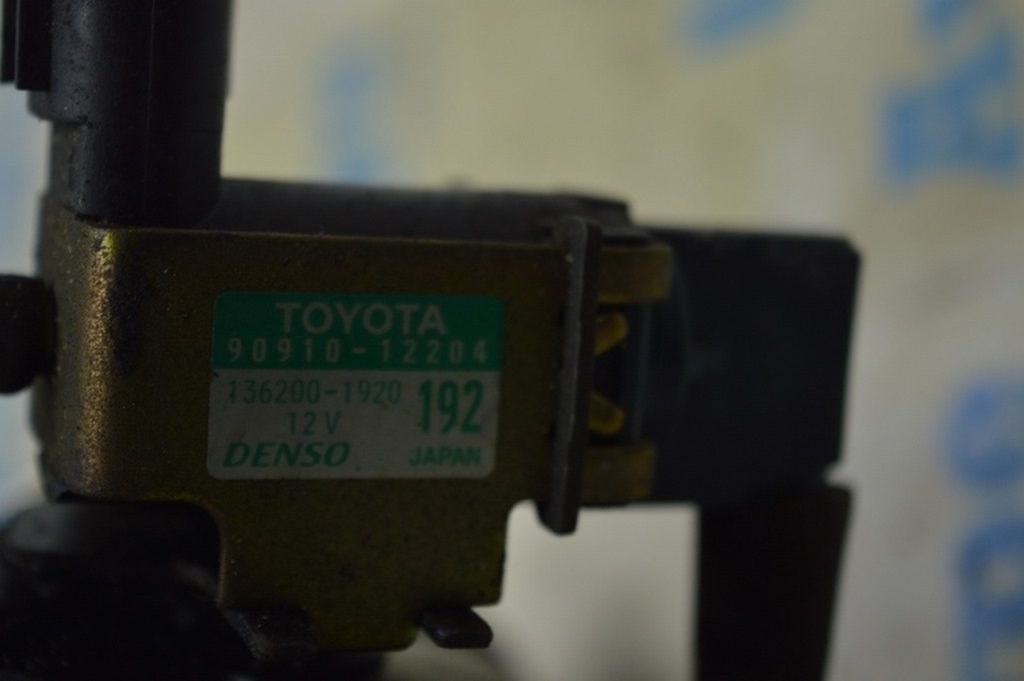 TOYOTA
90910-12204
136200-1920 192
12V
DENSO JAPAN